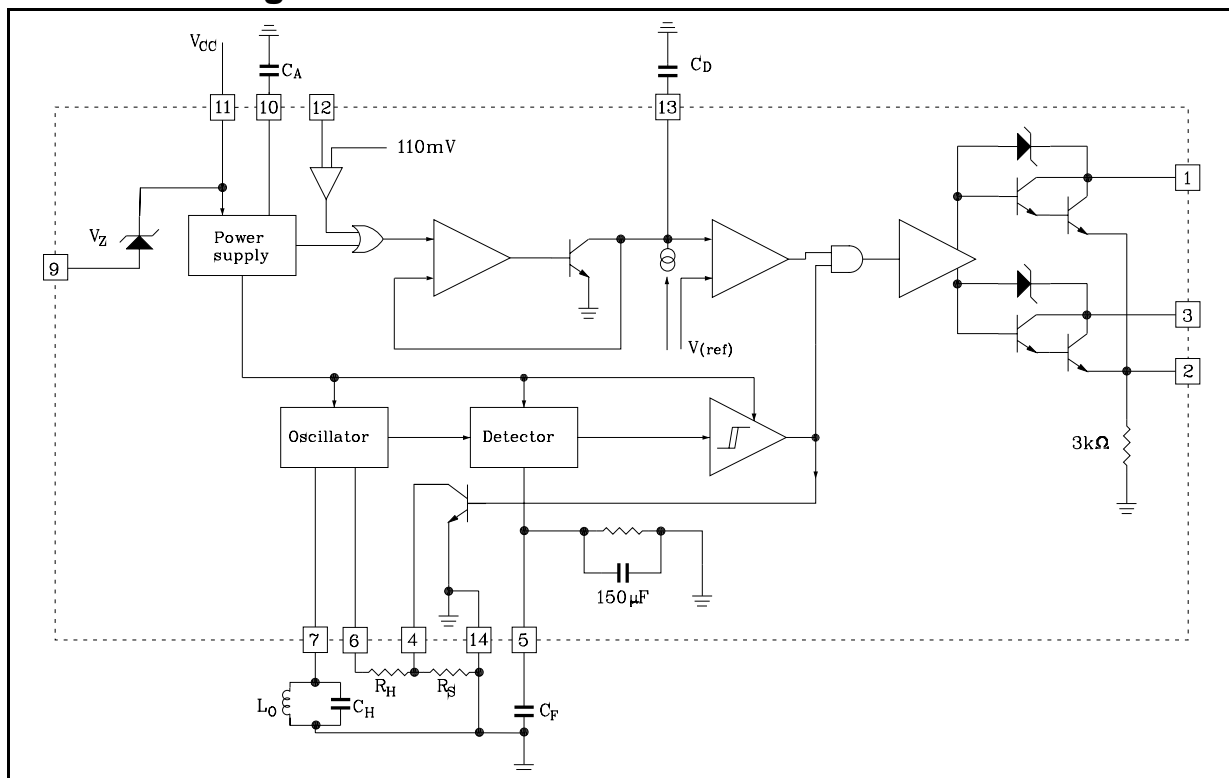 V_CC
C_A
C_D
11
10
12
13
110mV
1
V_Z
Power
supply
9
3
V(ref)
2
Oscillator
Detector
3kΩ
150µF
7
6
4
14
5
R_H
R_S
L_O
C_H
C_F